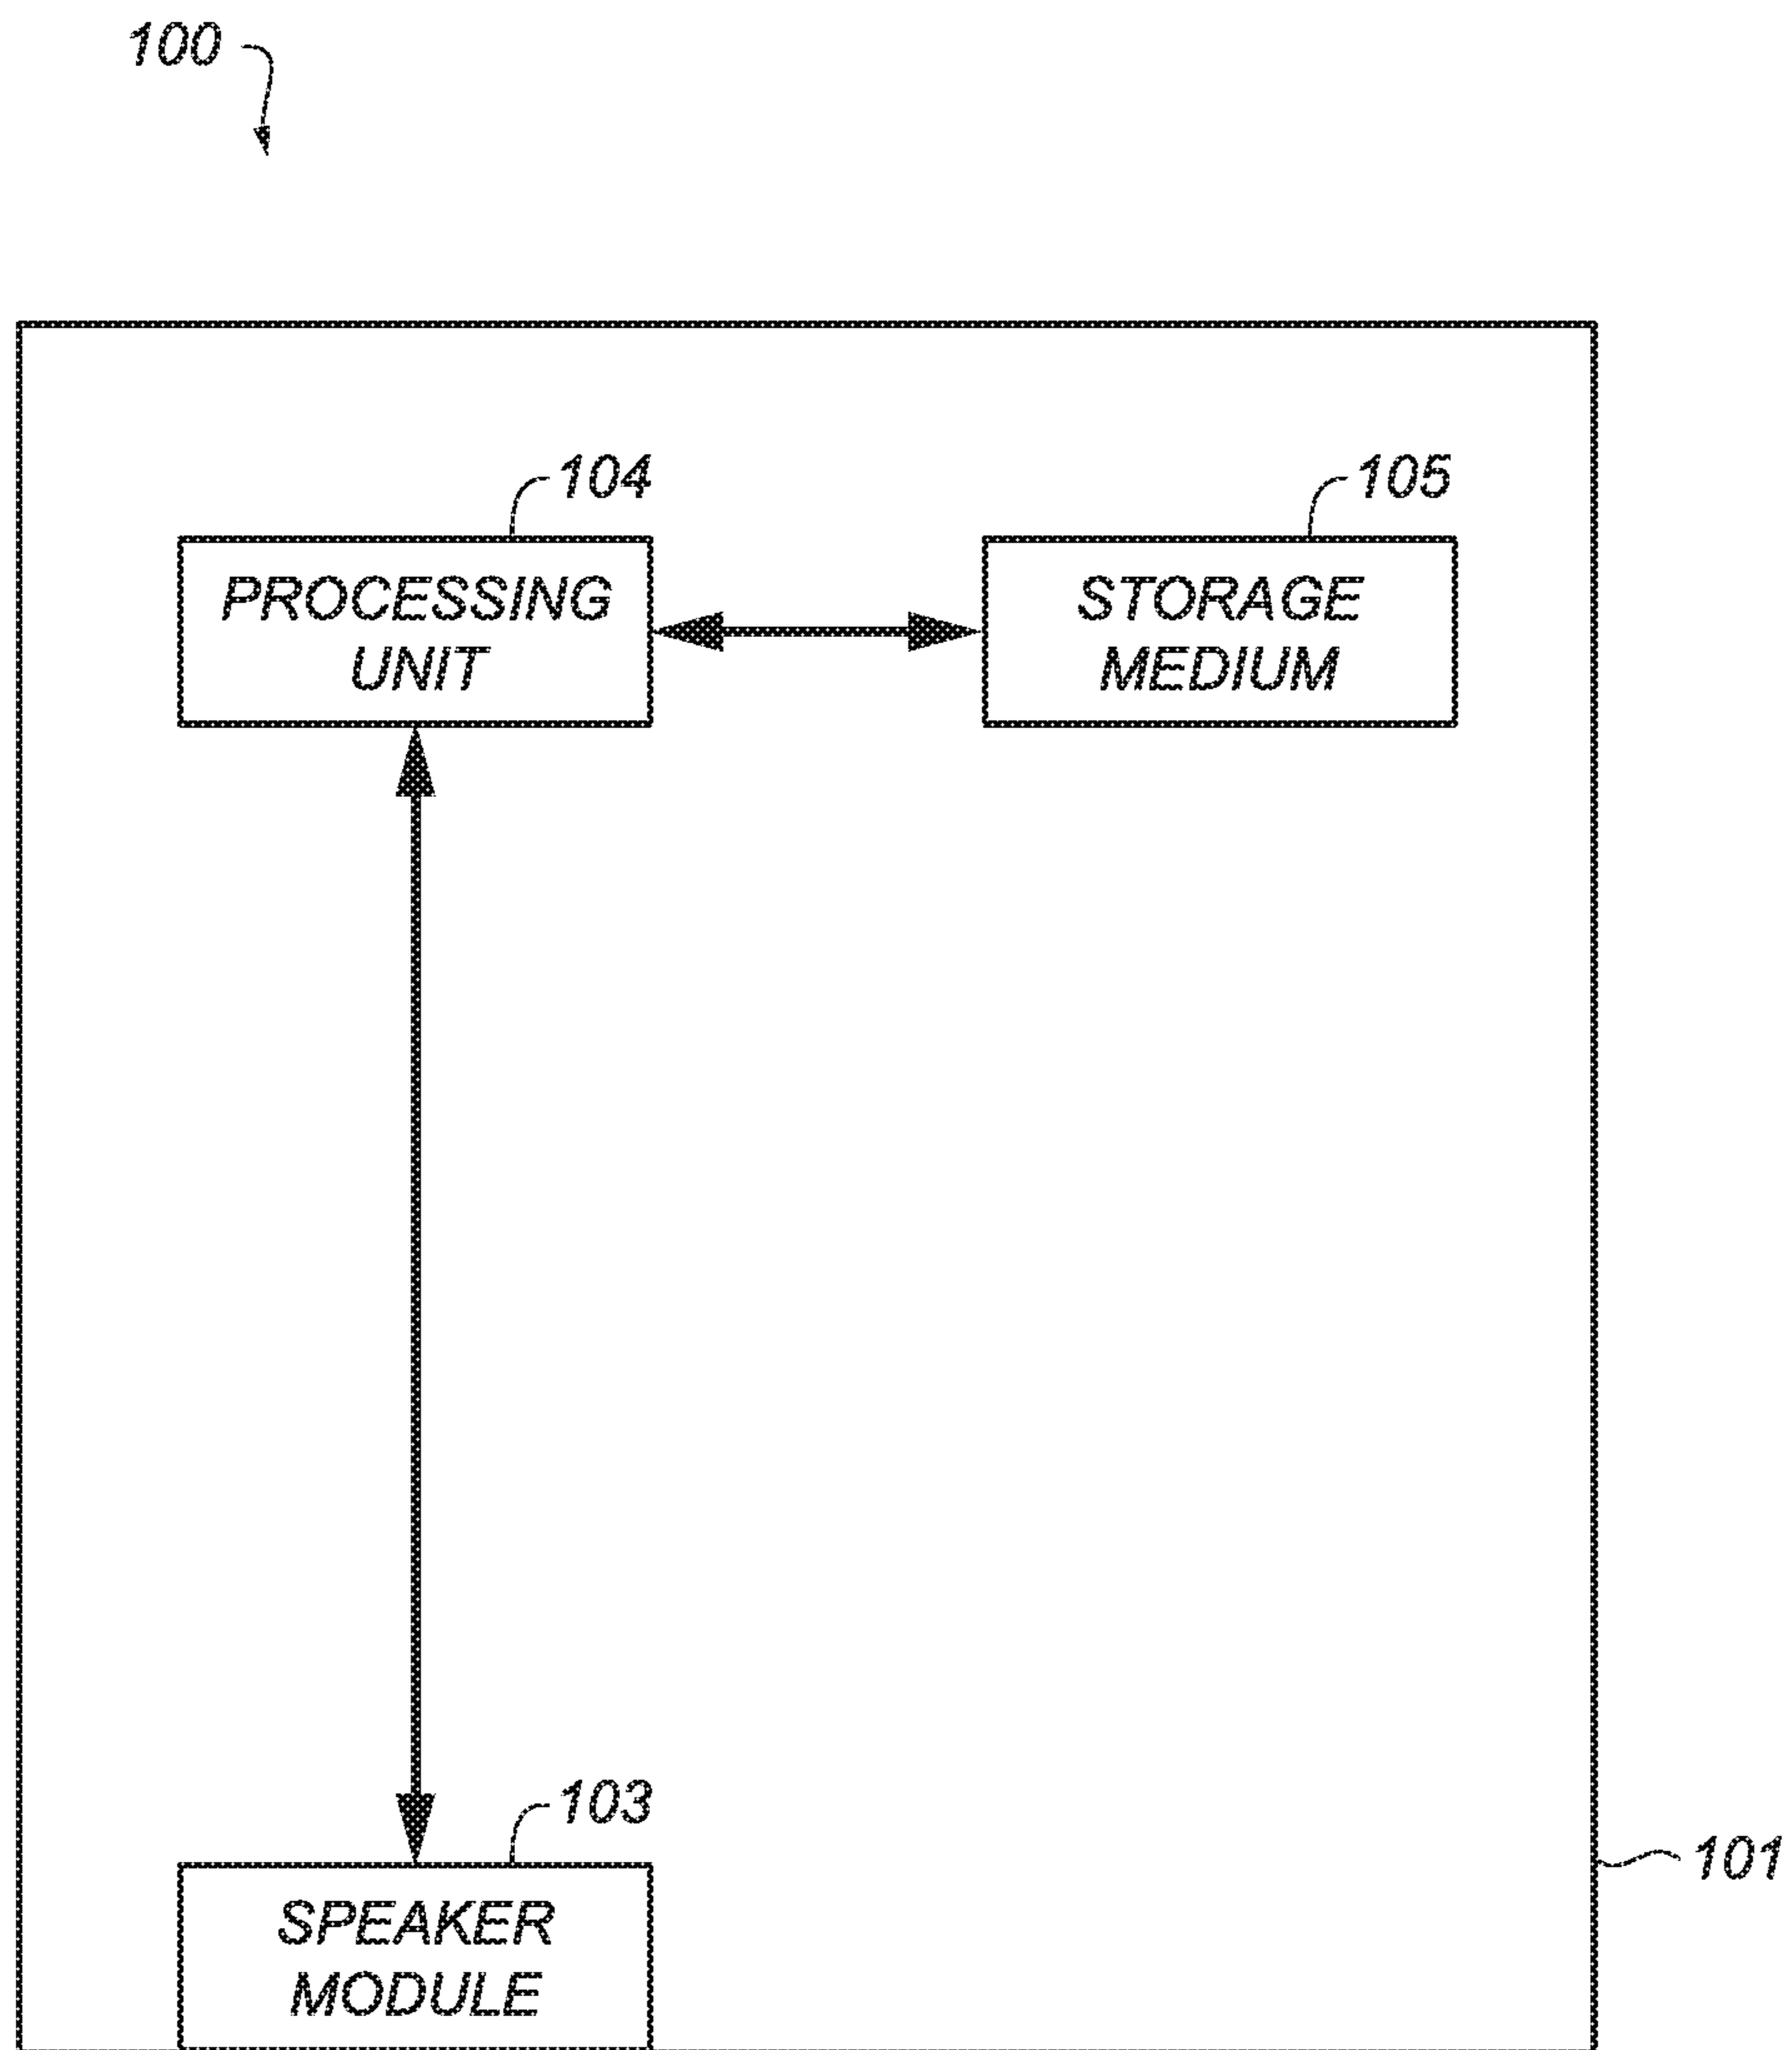 100
104
105
PROCESSING
UNIT
STORAGE
MEDIUM
103
101
SPEAKER
MODULE